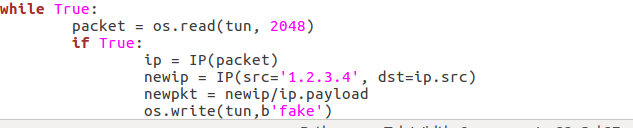 while True:
        packet = os.read(tun, 2048)
        if True:
                ip = IP(packet)
                newip = IP(src='1.2.3.4', dst=ip.src)
                newpkt = newip/ip.payload
                os.write(tun,b'fake')